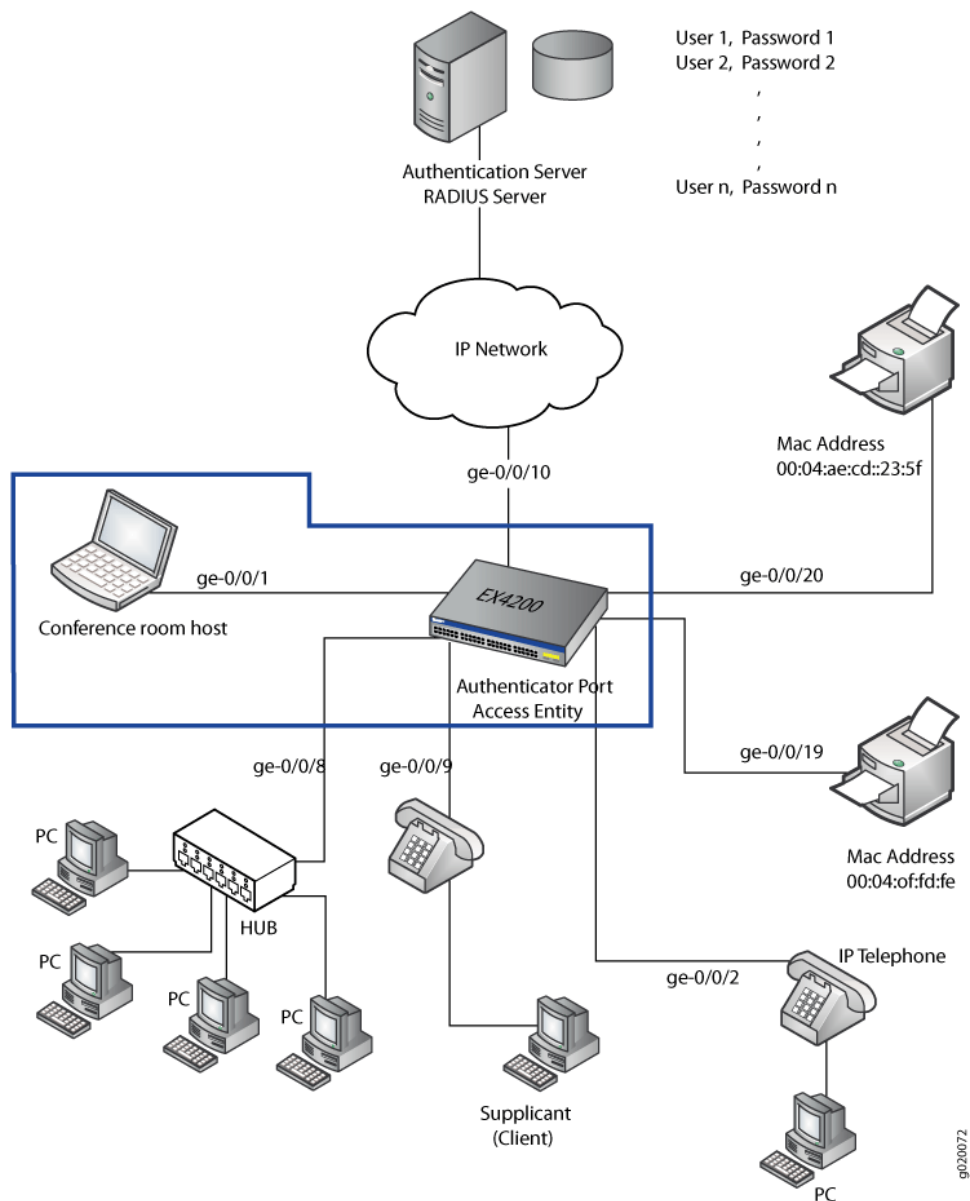 User 1, Password 1
User 2, Password 2
,
,
,
,
User n, Password n
Authentication Server
RADIUS Server
IP Network
Mac Address
00:04:ae:cd::23:5f
ge-0/0/10
ge-0/0/1
EX4200
ge-0/0/20
Conference room host
Authenticator Port
Access Entity
ge-0/0/8
ge-0/0/9
ge-0/0/19
PC
HUB
Mac Address
00:04:of:fd:fe
PC
PC
PC
IP Telephone
ge-0/0/2
Supplicant
(Client)
PC
g020072